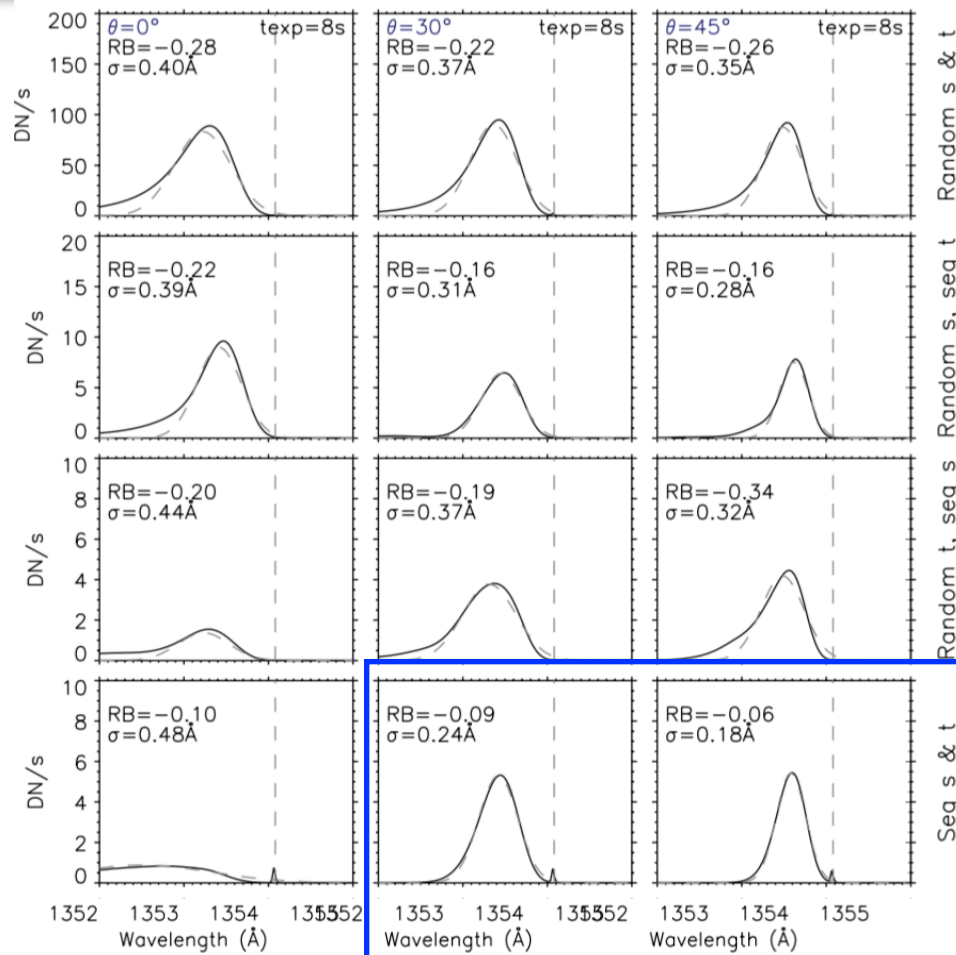 200
150
100
50
0
DN/s
θ=0° texp=8s
RB=−0.28
σ=0.40Å
θ=30° texp=8s
RB=−0.22
σ=0.37Å
θ=45° texp=8s
RB=−0.26
σ=0.35Å
Random s & t
20
15
10
5
0
DN/s
RB=−0.22
σ=0.39Å
RB=−0.16
σ=0.31Å
RB=−0.16
σ=0.28Å
Random s, seq t
10
8
6
4
2
0
DN/s
RB=−0.20
σ=0.44Å
RB=−0.19
σ=0.37Å
RB=−0.34
σ=0.32Å
Random t, seq s
10
8
6
4
2
0
DN/s
RB=−0.10
σ=0.48Å
RB=−0.09
σ=0.24Å
RB=−0.06
σ=0.18Å
Seq s & t
1352 1353 1354 1353 1354 1353 1354 1355
Wavelength (Å) Wavelength (Å) Wavelength (Å)